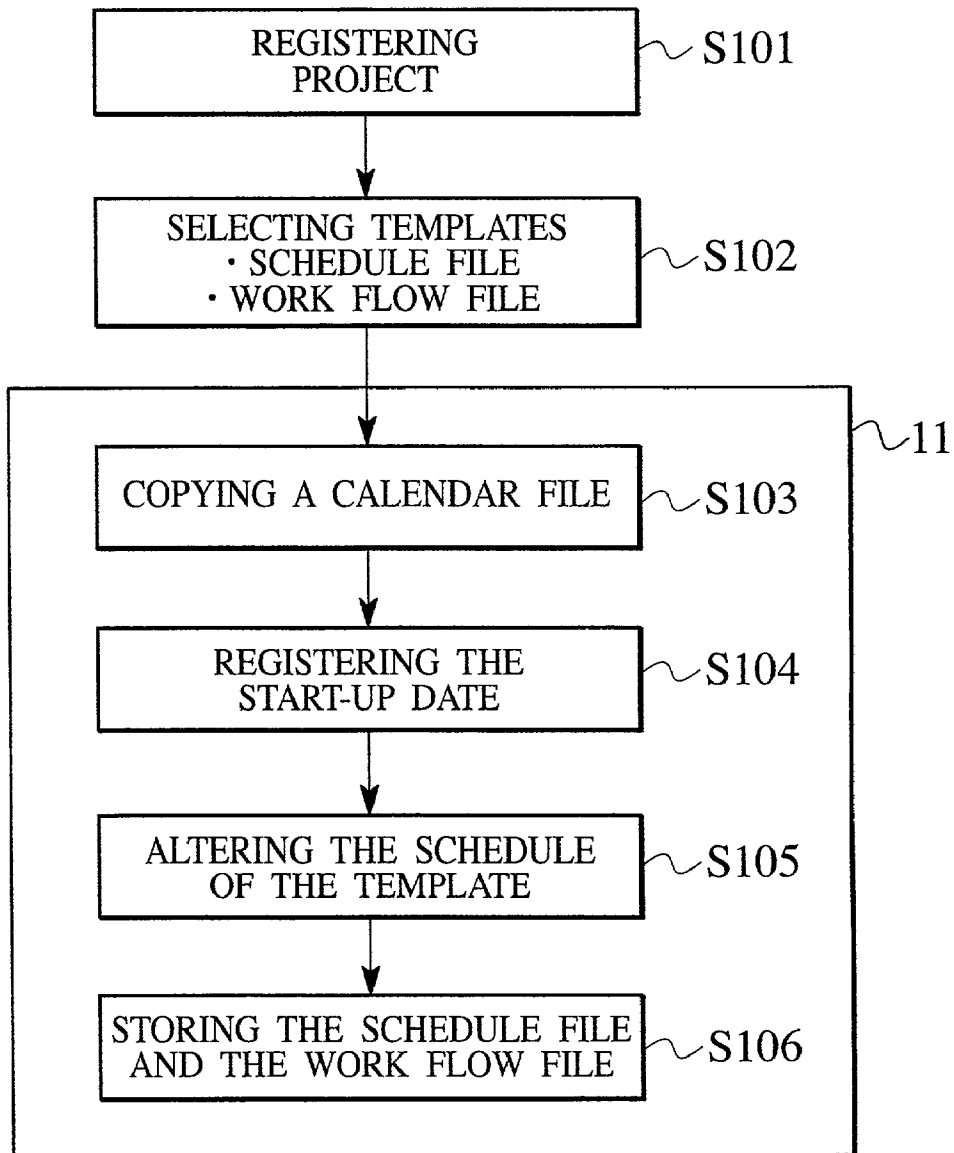 REGISTERING
PROJECT
S101
SELECTING TEMPLATES
・SCHEDULE FILE
・WORK FLOW FILE
S102
11
COPYING A CALENDAR FILE
S103
REGISTERING THE
START-UP DATE
S104
ALTERING THE SCHEDULE
OF THE TEMPLATE
S105
STORING THE SCHEDULE FILE
AND THE WORK FLOW FILE
S106